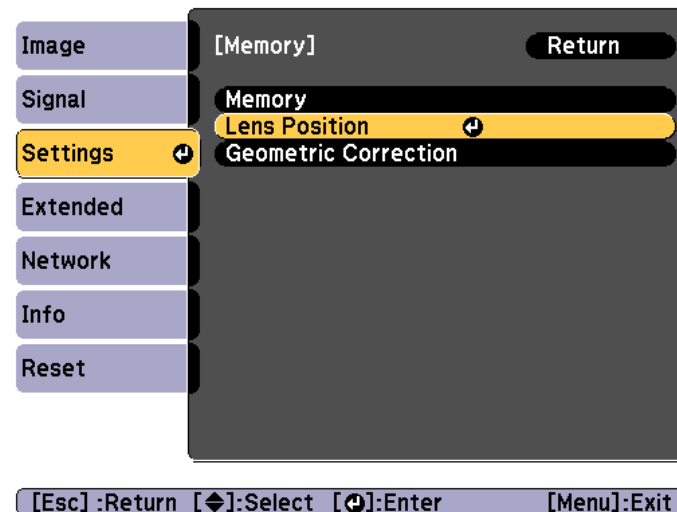 Image
Signal
Settings
Extended
Network
Info
Reset
[Memory] Return
Memory
Lens Position
Geometric Correction
[Esc] :Return [◆]:Select [↵]:Enter [Menu]:Exit